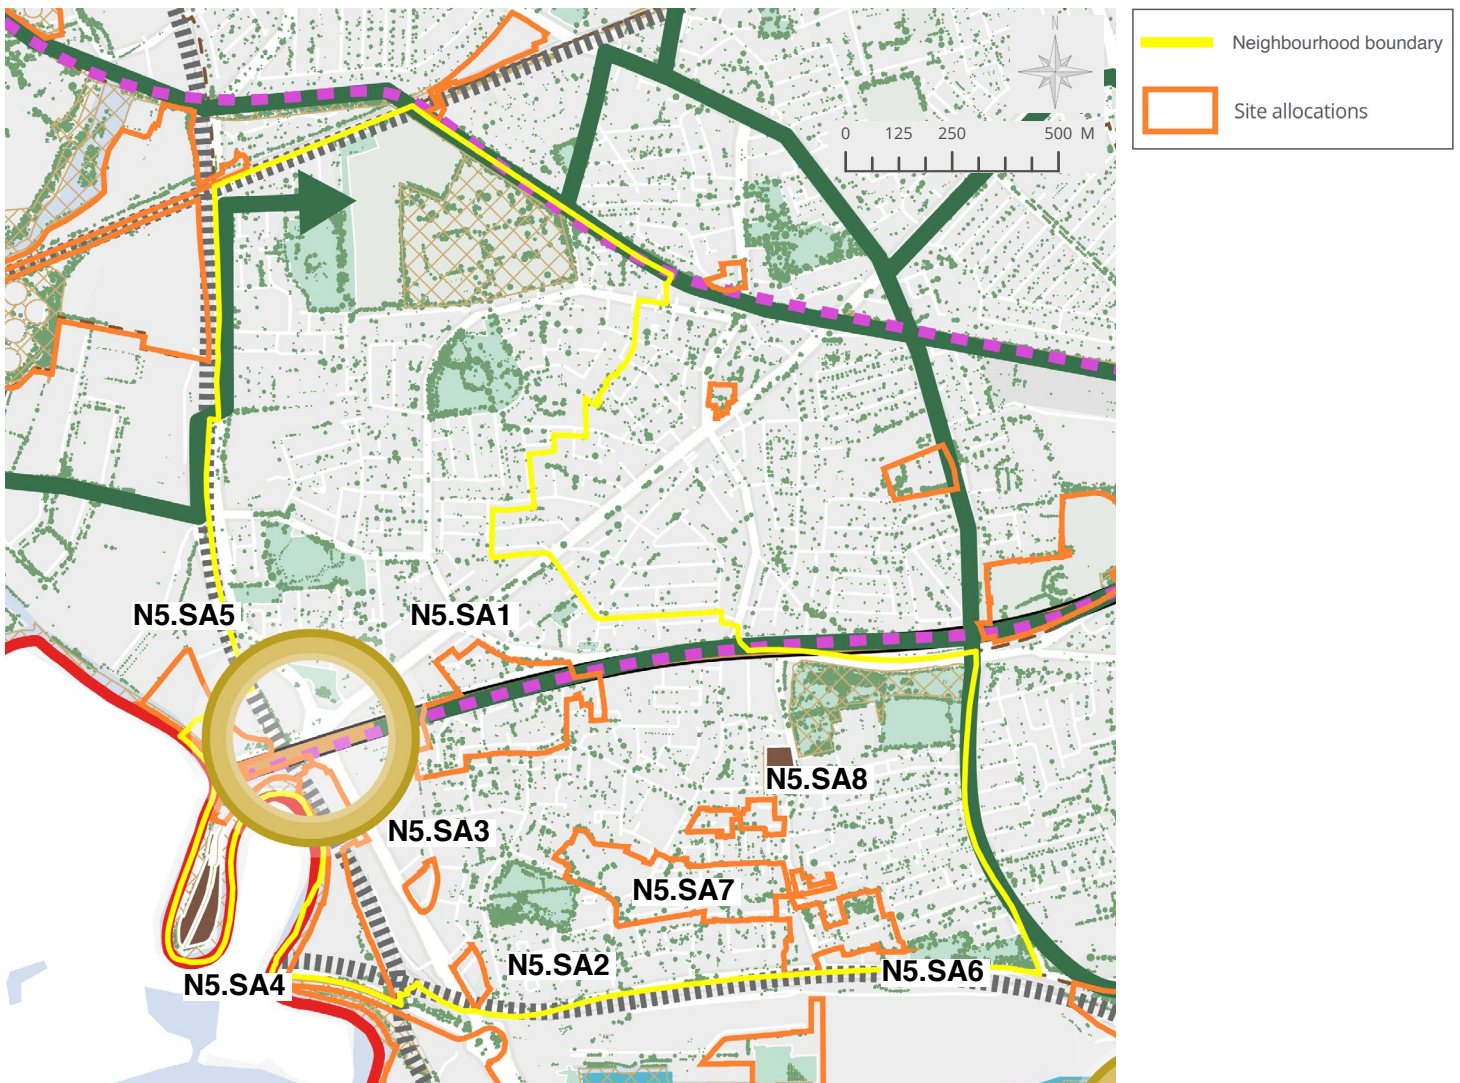 N
0 125 250 500 M
Neighbourhood boundary
Site allocations
N5.SA5
N5.SA1
N5.SA8
N5.SA3
N5.SA7
N5.SA2
N5.SA6
N5.SA4